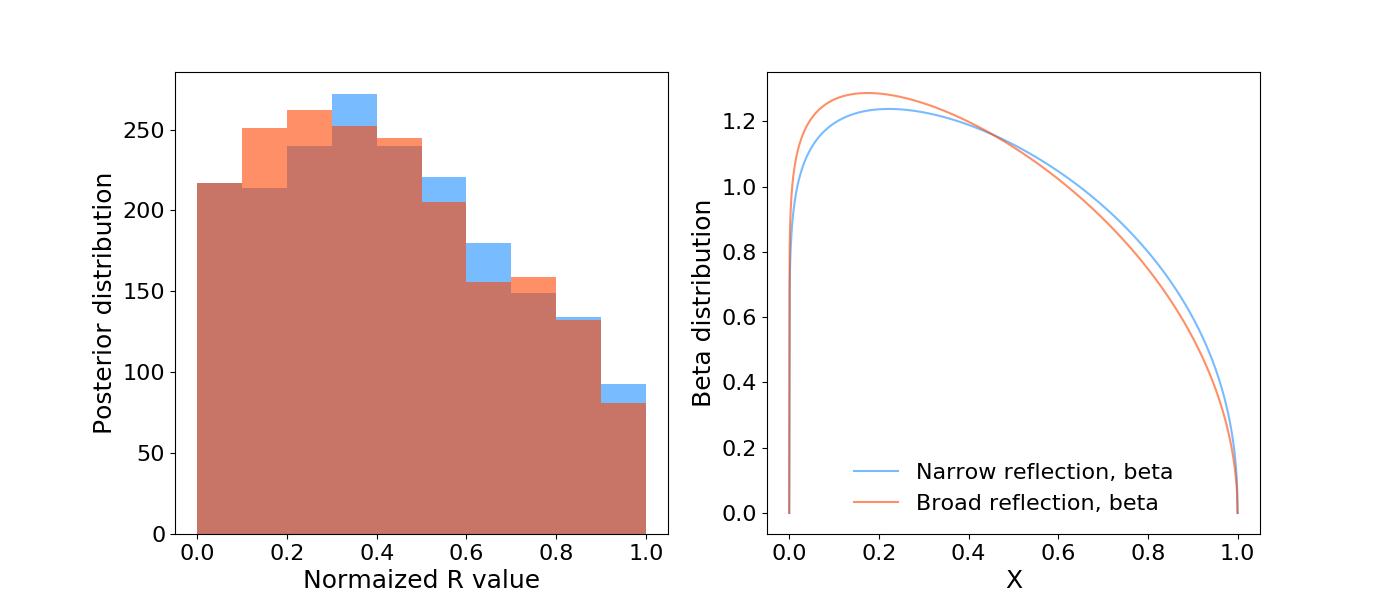 Posterior distribution
250
200
150
100
50
0
0.0 0.2 0.4 0.6 0.8 1.0
Normaized R value
Beta distribution
1.2
1.0
0.8
0.6
0.4
0.2
0.0
Narrow reflection, beta
Broad reflection, beta
0.0 0.2 0.4 0.6 0.8 1.0
X